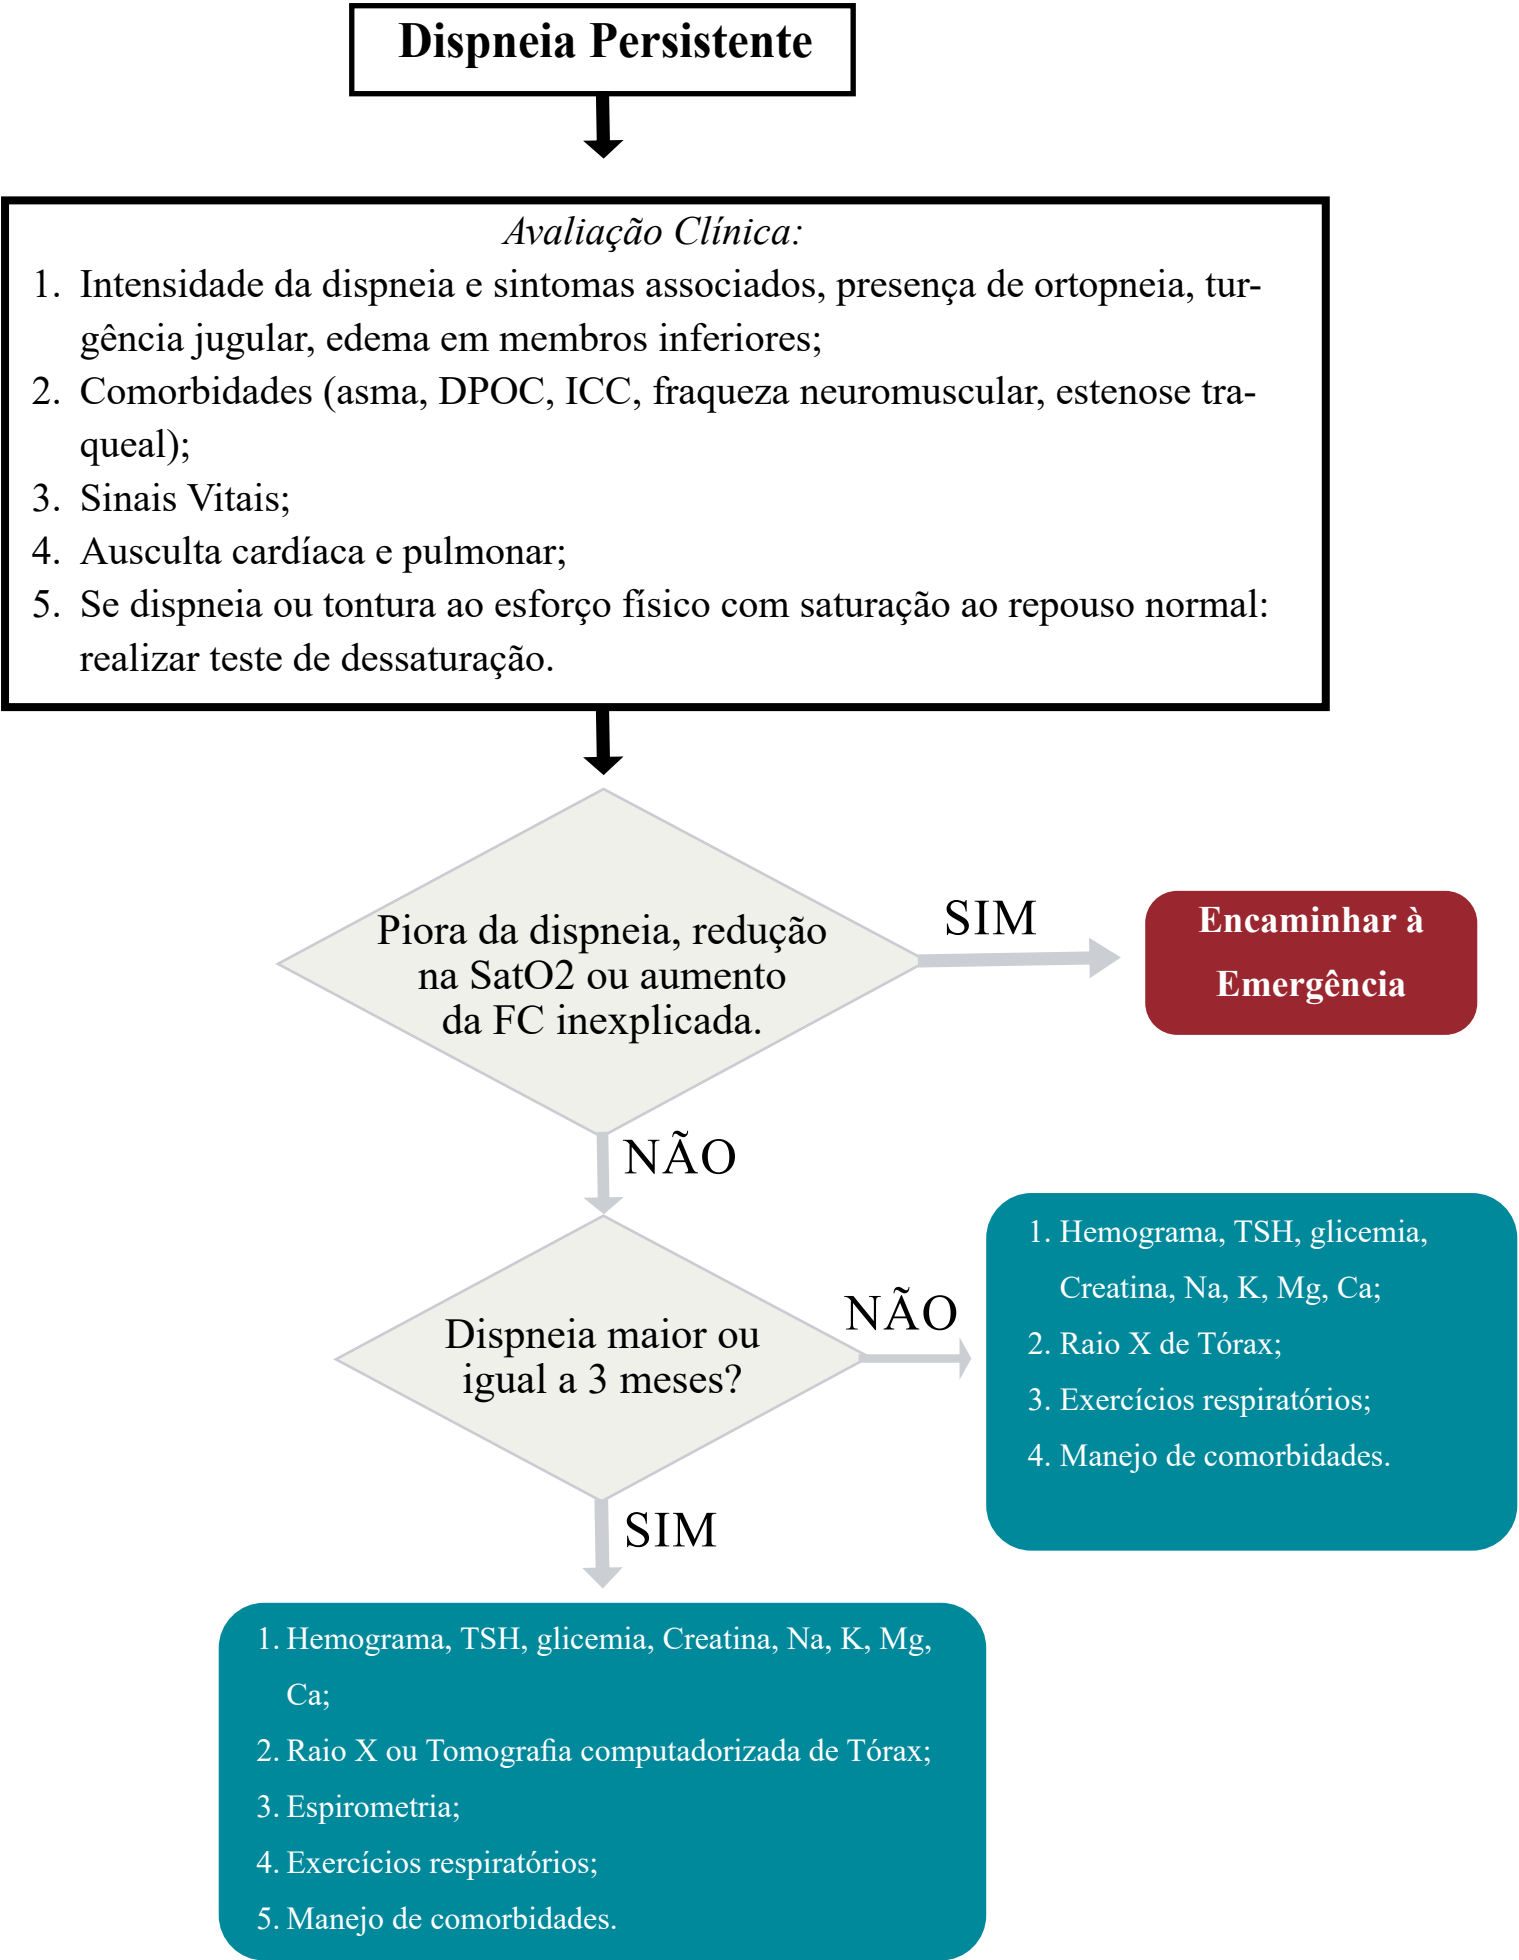 Dispneia Persistente
Avaliação Clínica:
1. Intensidade da dispneia e sintomas associados, presença de ortopneia, tur-
gência jugular, edema em membros inferiores;
2. Comorbidades (asma, DPOC, ICC, fraqueza neuromuscular, estenose tra-
queal);
3. Sinais Vitais;
4. Ausculta cardíaca e pulmonar;
5. Se dispneia ou tontura ao esforço físico com saturação ao repouso normal:
realizar teste de dessaturação.
Piora da dispneia, redução
na SatO2 ou aumento
da FC inexplicada.
SIM
Encaminhar à
Emergência
NÃO
Dispneia maior ou
igual a 3 meses?
NÃO
1. Hemograma, TSH, glicemia,
Creatina, Na, K, Mg, Ca;
2. Raio X de Tórax;
3. Exercícios respiratórios;
4. Manejo de comorbidades.
SIM
1. Hemograma, TSH, glicemia, Creatina, Na, K, Mg,
Ca;
2. Raio X ou Tomografia computadorizada de Tórax;
3. Espirometria;
4. Exercícios respiratórios;
5. Manejo de comorbidades.